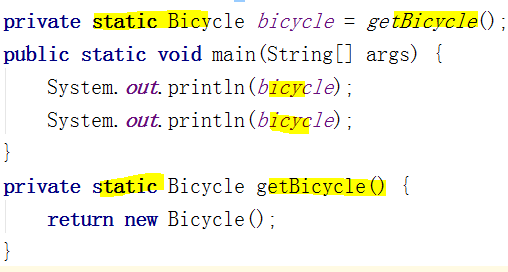 private static Bicycle bicycle = getBicycle();
public static void main(String[] args) {
    System.out.println(bicycle);
    System.out.println(bicycle);
}
private static Bicycle getBicycle() {
    return new Bicycle();
}